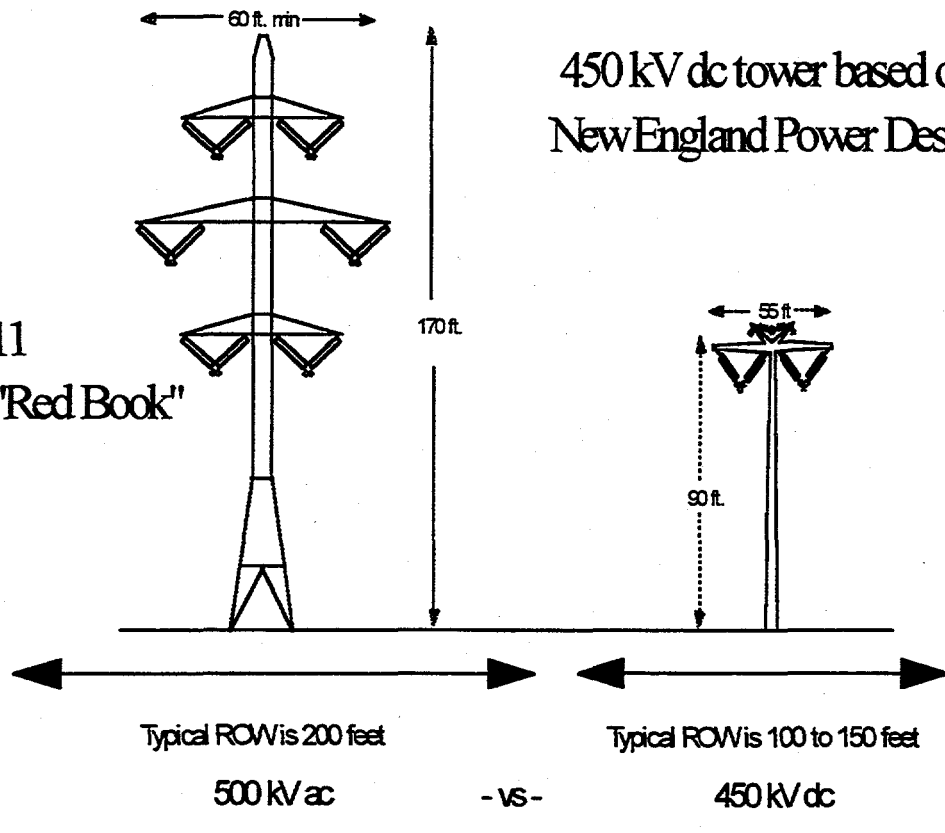 60 ft. min
450 kV dc tower based o
New England Power Des
11
"Red Book"
170 ft.
55 ft
90 ft.
Typical ROW is 200 feet
Typical ROW is 100 to 150 feet
500 kV ac
- vs -
450 kV dc